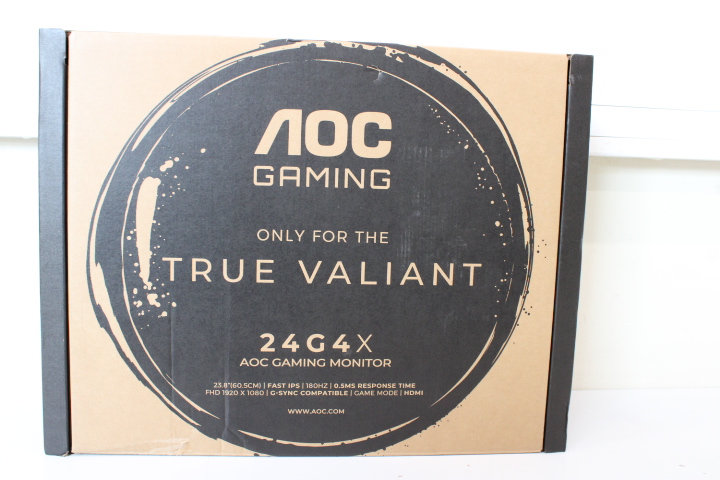 AOC
GAMING
ONLY FOR THE
TRUE VALIANT
24G4X
AOC GAMING MONITOR
23.8"(60.5CM) | FAST IPS | 180HZ | 0.5MS RESPONSE TIME
FHD 1920 X 1080 | G-SYNC COMPATIBLE | GAME MODE | HDMI
WWW.AOC.COM